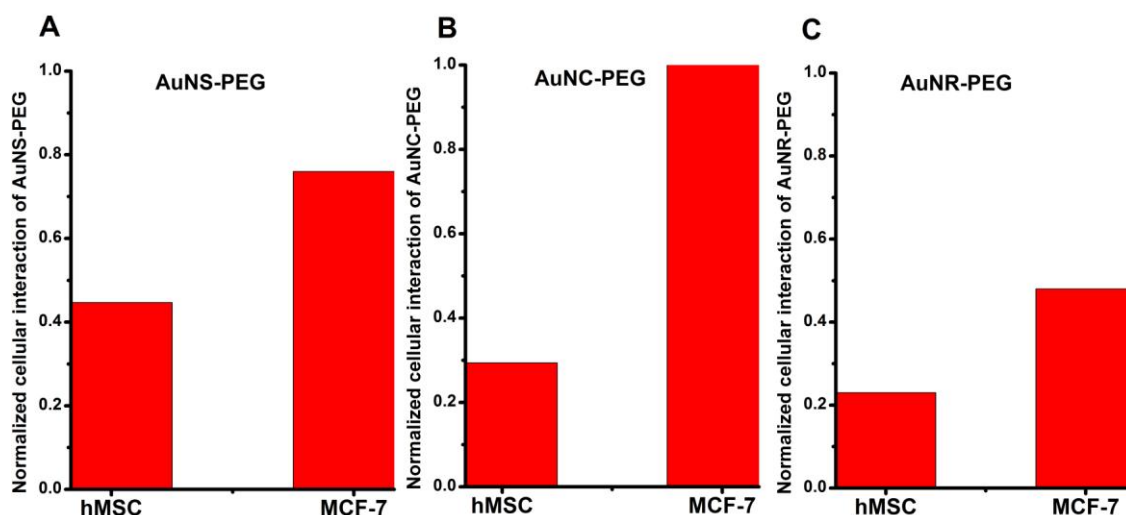 A
AuNS-PEG
Normalized cellular interaction of AuNS-PEG
1.0
0.8
0.6
0.4
0.2
0.0
hMSC
MCF-7
B
AuNC-PEG
Normalized cellular interaction of AuNC-PEG
1.0
0.8
0.6
0.4
0.2
0.0
hMSC
MCF-7
C
AuNR-PEG
Normalized cellular interaction of AuNR-PEG
1.0
0.8
0.6
0.4
0.2
0.0
hMSC
MCF-7